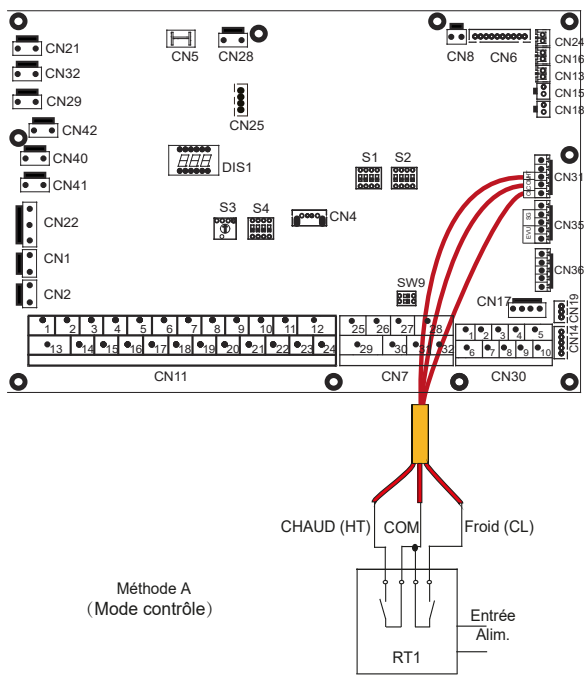 CN21
CN5
CN28
CN8
CN6
CN24
CN16
CN13
CN15
CN18
CN32
CN29
CN25
CN42
CN40
CN41
DIS1
S1
S2
CN31
CN22
S3
S4
CN4
SG
EVU
CN35
CN1
CN36
CN2
SW9
CN17
CN19
CN14
1 2 3 4 5 6 7 8 9 10 11 12
13 14 15 16 17 18 19 20 21 22 23 24
25 26 27 28
29 30 31 32
1 2 3 4 5
6 7 8 9 10
CN11
CN7
CN30
CHAUD (HT)
COM
Froid (CL)
Méthode A
(Mode contrôle)
Entrée
Alim.
RT1